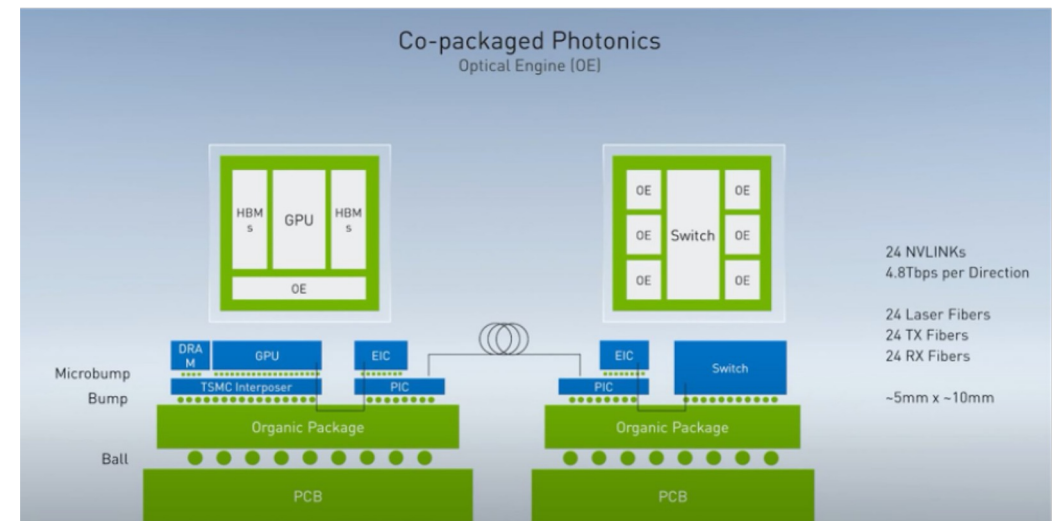 Co-packaged Photonics
Optical Engine (OE)
HBM
s
GPU
HBM
s
OE
OE
OE
OE
Switch
OE
OE
OE
24 NVLINKs
4.8Tbps per Direction
24 Laser Fibers
24 TX Fibers
24 RX Fibers
~5mm x ~10mm
DRA
M
GPU
EIC
EIC
Switch
Microbump
TSMC Interposer
PIC
PIC
Bump
Organic Package
Organic Package
Ball
PCB
PCB